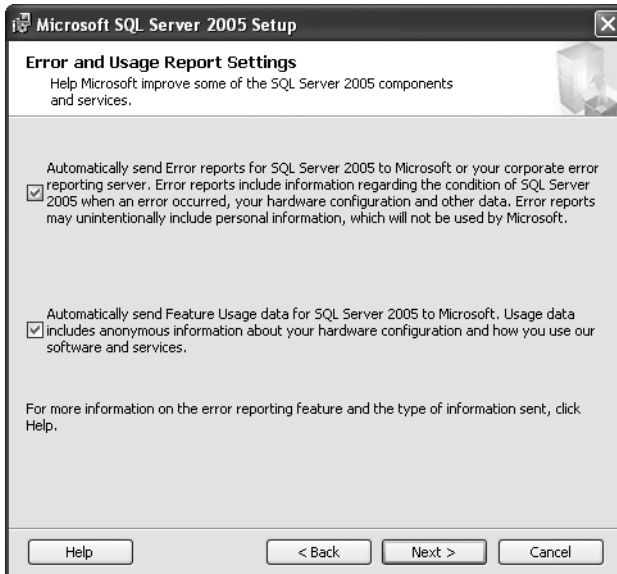 Microsoft SQL Server 2005 Setup
Error and Usage Report Settings
Help Microsoft improve some of the SQL Server 2005 components
and services.
Automatically send Error reports for SQL Server 2005 to Microsoft or your corporate error
reporting server. Error reports include information regarding the condition of SQL Server
2005 when an error occurred, your hardware configuration and other data. Error reports
may unintentionally include personal information, which will not be used by Microsoft.
Automatically send Feature Usage data for SQL Server 2005 to Microsoft. Usage data
includes anonymous information about your hardware configuration and how you use our
software and services.
For more information on the error reporting feature and the type of information sent, click
Help.
Help
< Back
Next >
Cancel